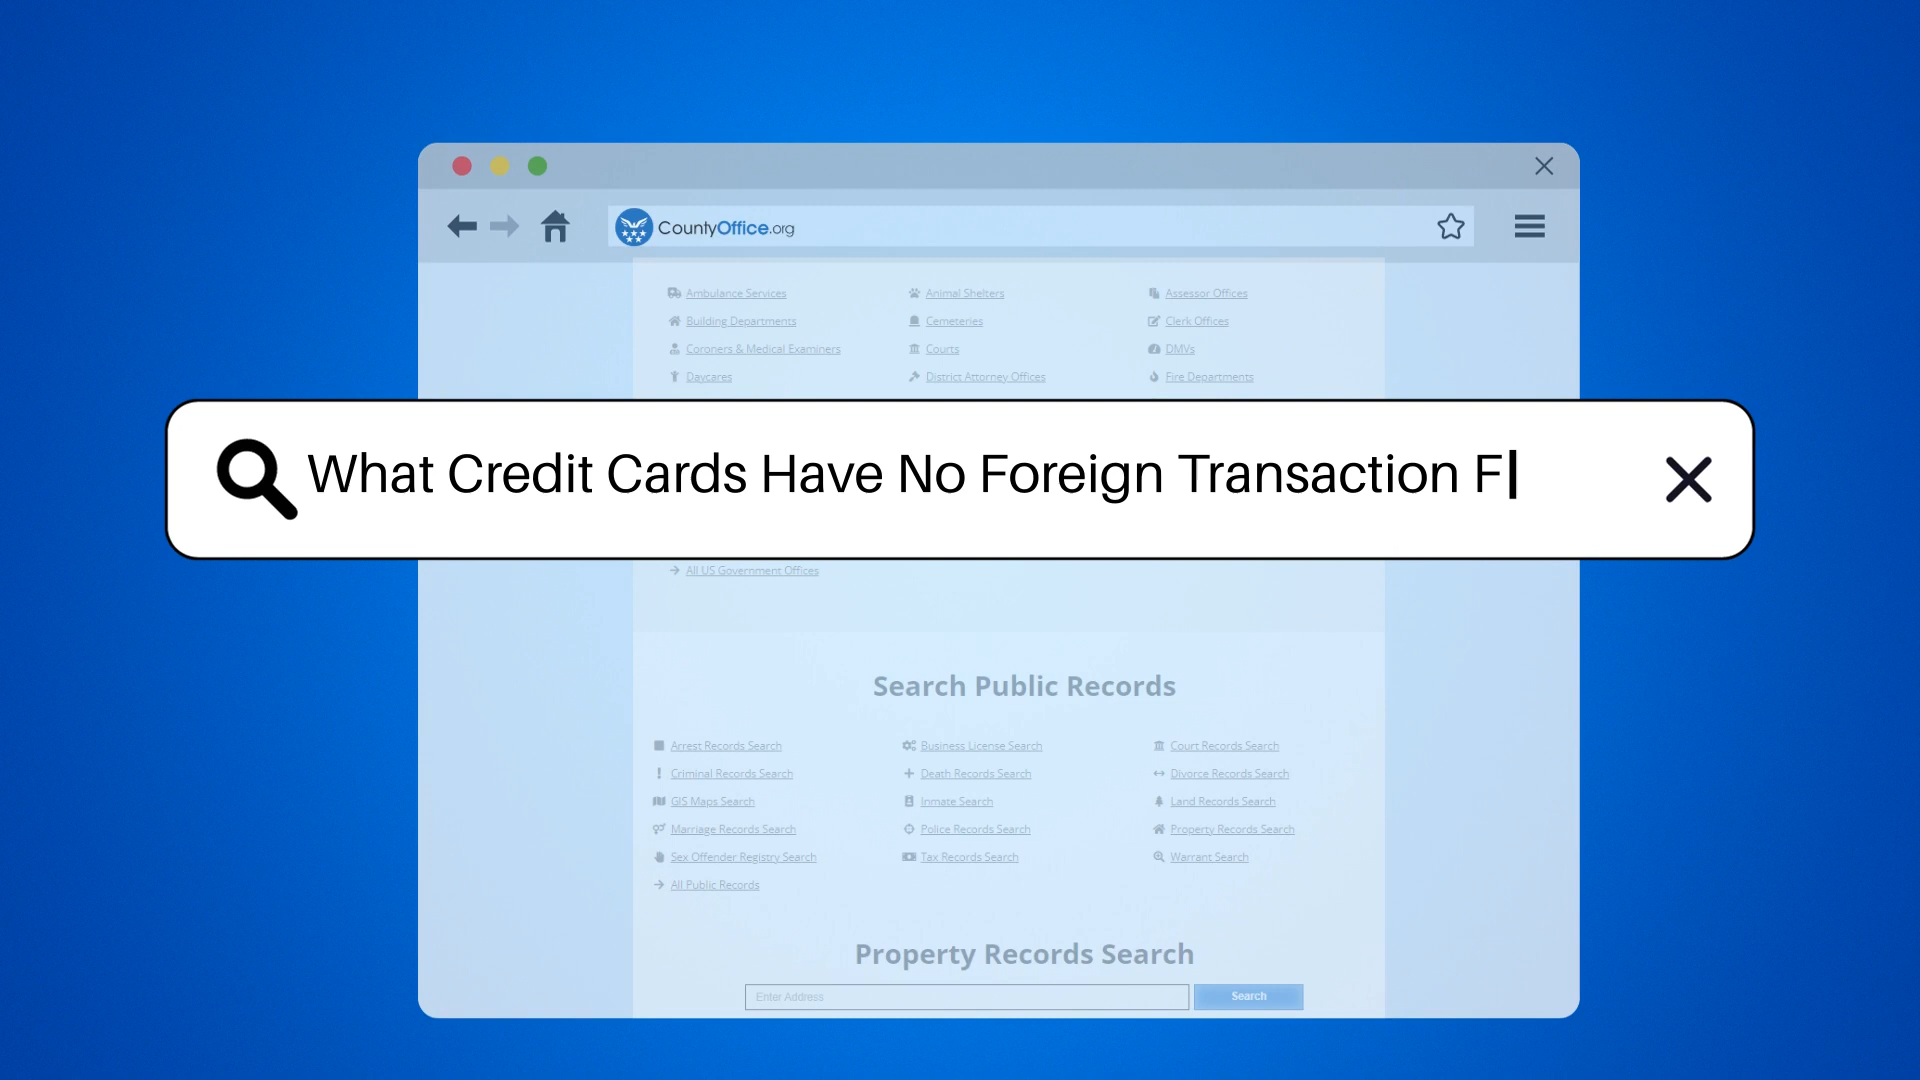 CountyOffice.org
Ambulance Services Animal Shelters Assessor Offices
Building Departments Cemeteries Clerk Offices
Coroners & Medical Examiners Courts DMVs
Daycares District Attorney Offices Fire Departments
What Credit Cards Have No Foreign Transaction F
All US Government Offices
Search Public Records
Arrest Records Search Business License Search Court Records Search
Criminal Records Search Death Records Search Divorce Records Search
GIS Maps Search Inmate Search Land Records Search
Marriage Records Search Police Records Search Property Records Search
Sex Offender Registry Search Tax Records Search Warrant Search
All Public Records
Property Records Search
Enter Address Search